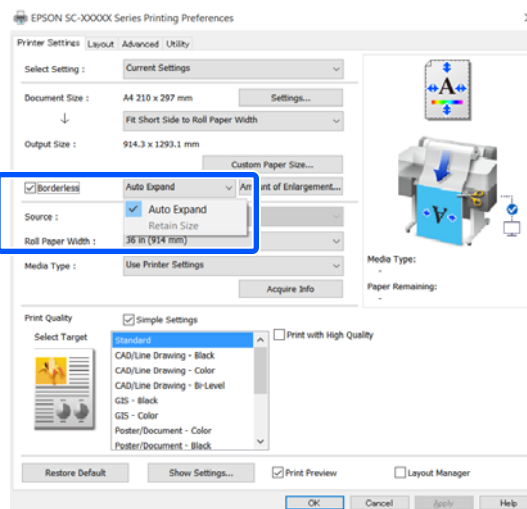 EPSON SC-XXXXX Series Printing Preferences
Printer Settings Layout Advanced Utility
Select Setting : Current Settings
Document Size : A4 210 x 297 mm Settings...
Fit Short Side to Roll Paper Width
Output Size : 914.3 x 1293.1 mm
Custom Paper Size...
Borderless Auto Expand Amount of Enlargement...
Auto Expand
Source :
Retain Size
Roll Paper Width : 36 in (914 mm)
Media Type : Use Printer Settings
Acquire Info
A
A
Media Type:
-
Paper Remaining:
-
Print Quality Simple Settings
Select Target
Standard
CAD/Line Drawing - Black
CAD/Line Drawing - Color
CAD/Line Drawing - Bi-Level
GIS - Black
GIS - Color
Poster/Document - Color
Poster/Document - Black
Print with High Quality
Restore Default Show Settings... Print Preview Layout Manager
OK Cancel Apply Help